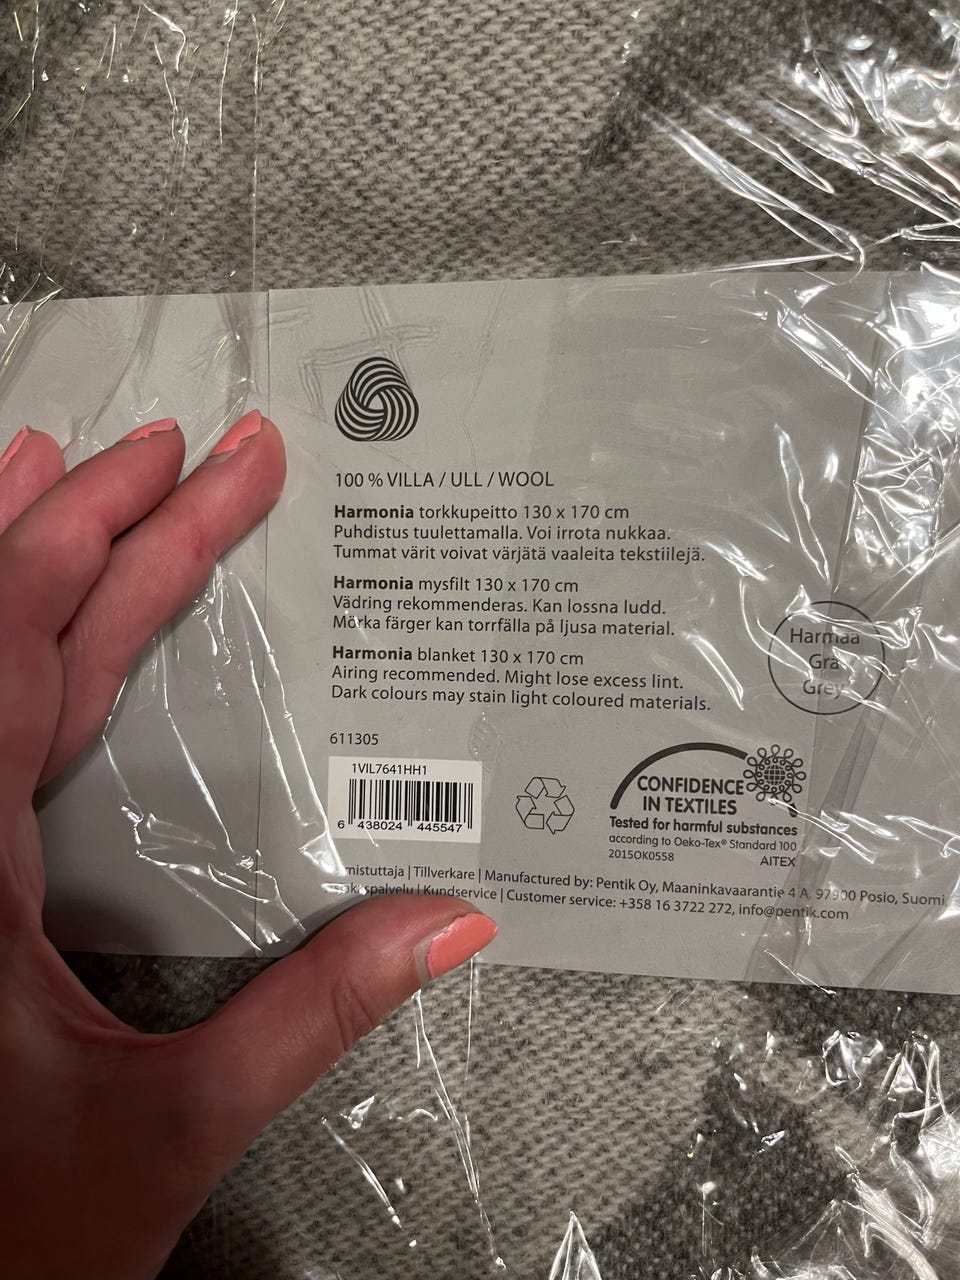 100 % VILLA / ULL / WOOL
Harmonia torkkupeitto 130 x 170 cm
Puhdistus tuulettamalla. Voi irrota nukkaa.
Tummat värit voivat värjätä vaaleita tekstiilejä.
Harmonia mysfilt 130 x 170 cm
Vädring rekommenderas. Kan lossna ludd.
Mörka färger kan torrfälla på ljusa material.
Harmonia blanket 130 x 170 cm
Airing recommended. Might lose excess lint.
Dark colours may stain light coloured materials.
Harmaa
Grå
Grey
611305
1VIL7641HH1
6 438024 445547
CONFIDENCE
IN TEXTILES
Tested for harmful substances
according to Oeko-Tex® Standard 100
2015OK0558 AITEX
| Tillverkare | Manufactured by: Pentik Oy, Maaninkavaarantie 4 A, 97900 Posio, Suomi
| Kundservice | Customer service: +358 16 3722 272, info@pentik.com